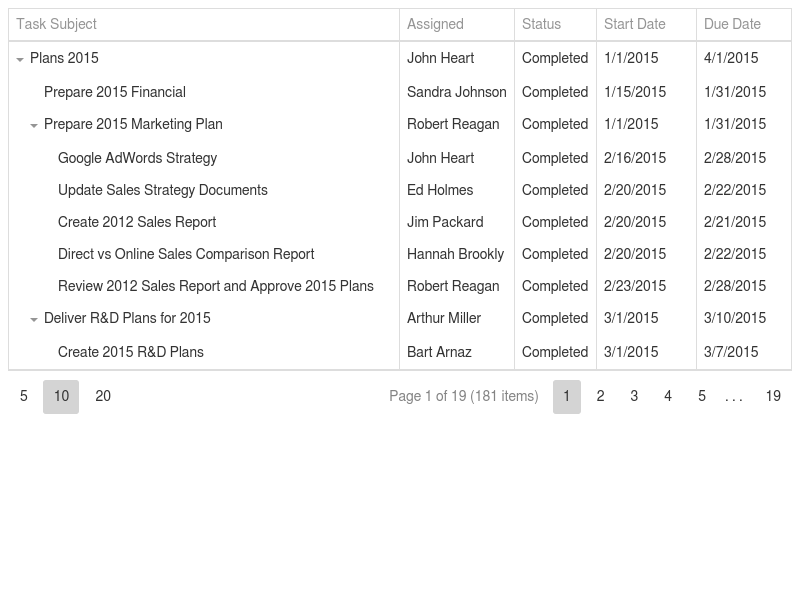 Task Subject Assigned Status Start Date Due Date
Plans 2015 John Heart Completed 1/1/2015 4/1/2015
Prepare 2015 Financial Sandra Johnson Completed 1/15/2015 1/31/2015
Prepare 2015 Marketing Plan Robert Reagan Completed 1/1/2015 1/31/2015
Google AdWords Strategy John Heart Completed 2/16/2015 2/28/2015
Update Sales Strategy Documents Ed Holmes Completed 2/20/2015 2/22/2015
Create 2012 Sales Report Jim Packard Completed 2/20/2015 2/21/2015
Direct vs Online Sales Comparison Report Hannah Brookly Completed 2/20/2015 2/22/2015
Review 2012 Sales Report and Approve 2015 Plans Robert Reagan Completed 2/23/2015 2/28/2015
Deliver R&D Plans for 2015 Arthur Miller Completed 3/1/2015 3/10/2015
Create 2015 R&D Plans Bart Arnaz Completed 3/1/2015 3/7/2015
5 10 20 Page 1 of 19 (181 items) 1 2 3 4 5 . . . 19